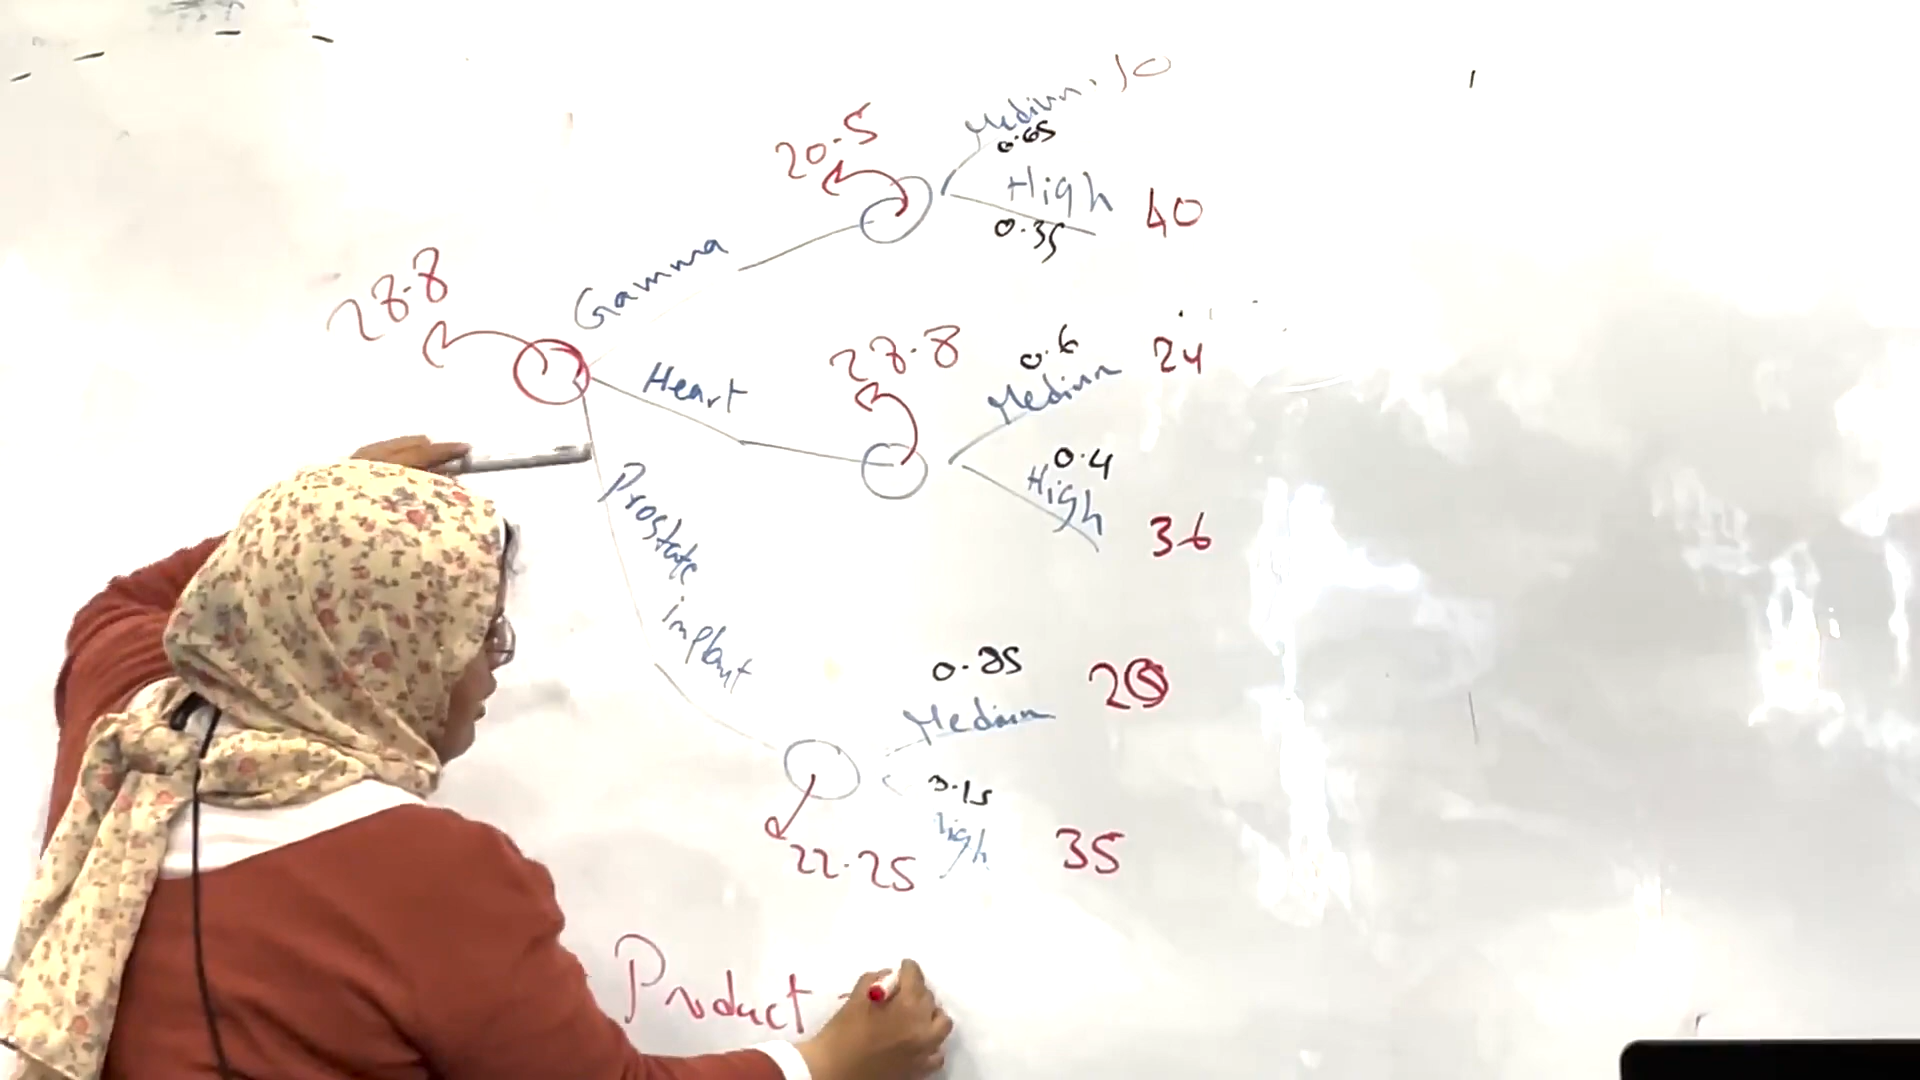 Medium 10
0.65
20.5
High 40
0.35
Gamma
28.8
28.8
0.6
Medium 24
Heart
0.4
High 36
Prostate implant
0.85
Medium 20
0.15
High 35
22.25
Product